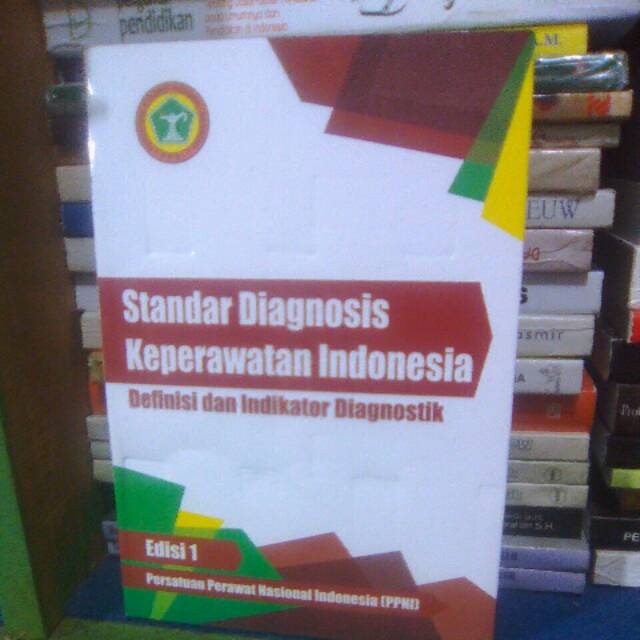 pendidikan
A.M.
Standar Diagnosis
Keperawatan Indonesia
Definisi dan Indikator Diagnostik
Edisi 1
Persatuan Perawat Nasional Indonesia (PPNI)
EUW
asmir